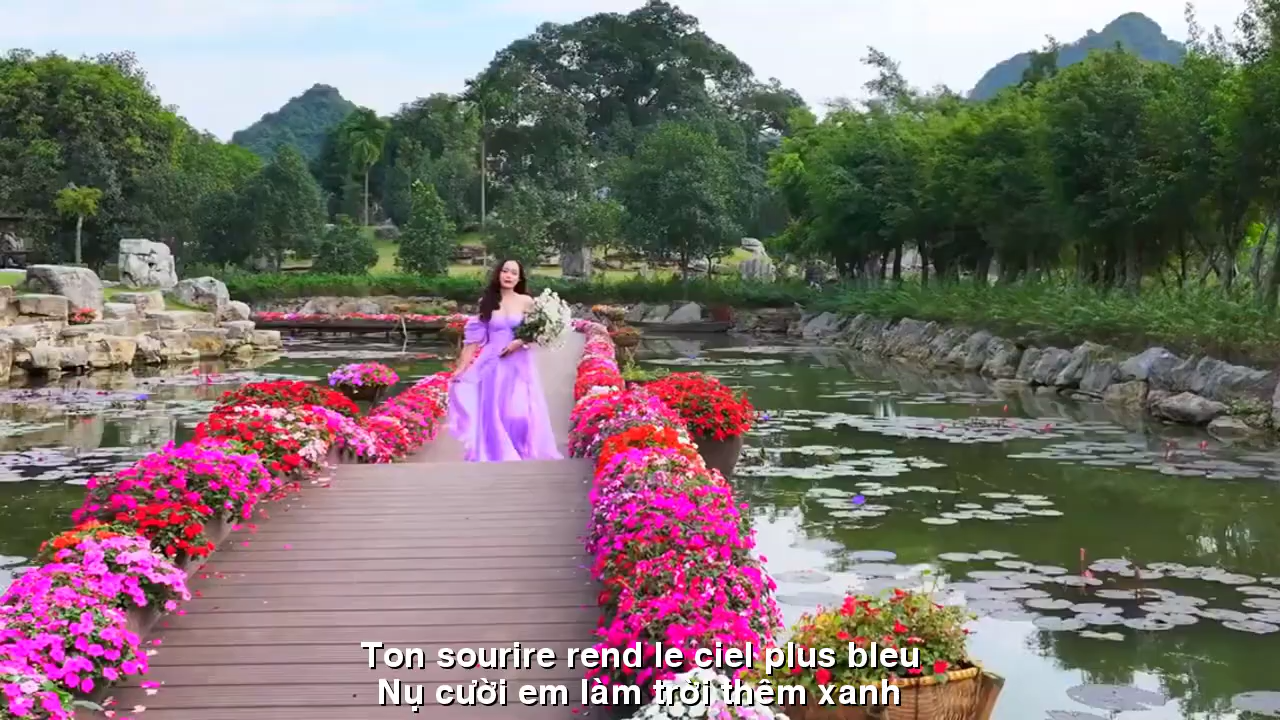 Ton sourire rend le ciel plus bleu
Nụ cười em làm trời thêm xanh